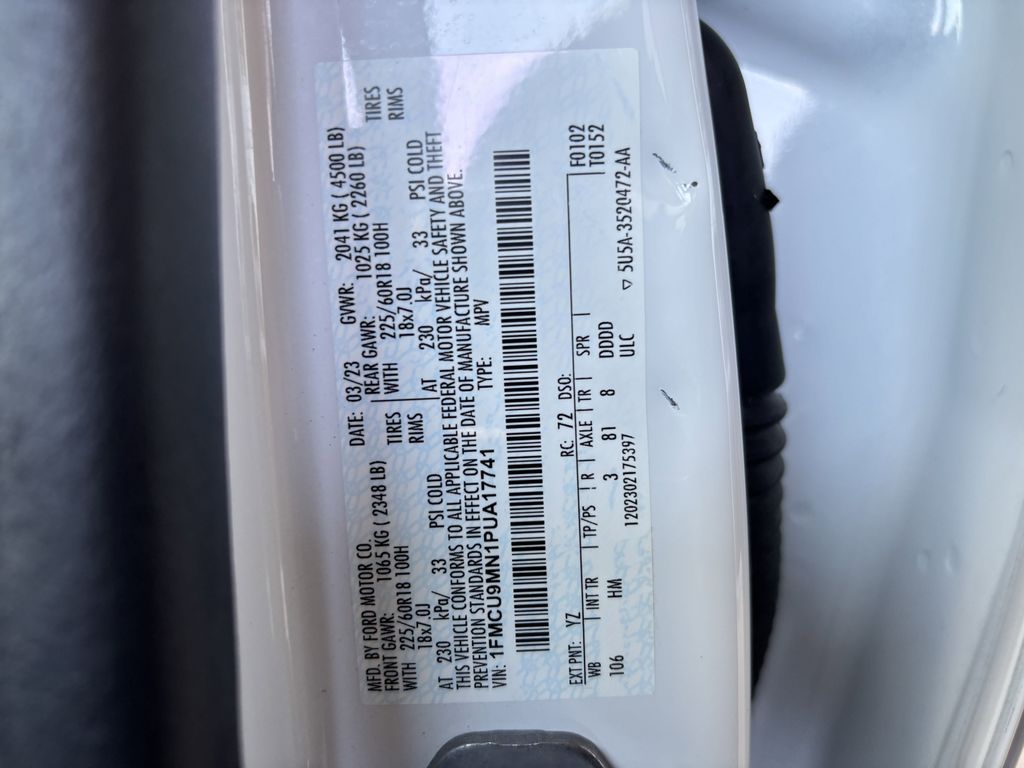 MFD. BY FORD MOTOR CO. DATE: 03/23 GVWR: 2041 KG ( 4500 LB)
FRONT GAWR: 1065 KG ( 2348 LB) REAR GAWR: 1025 KG ( 2260 LB)
WITH 225/60R18 100H TIRES WITH 225/60R18 100H TIRES
18x7.0J RIMS 18x7.0J RIMS
AT 230 kPa/ 33 PSI COLD AT 230 kPa/ 33 PSI COLD
THIS VEHICLE CONFORMS TO ALL APPLICABLE FEDERAL MOTOR VEHICLE SAFETY AND THEFT
PREVENTION STANDARDS IN EFFECT ON THE DATE OF MANUFACTURE SHOWN ABOVE.
VIN: 1FMCU9MN1PUA17741 TYPE: MPV
EXT PNT: YZ RC: 72 DSO: F0102
WB INT TR TP/PS R AXLE TR SPR T0152
106 HM 3 81 8 DDDD
1202302175397 ULC
▽ 5U5A-3520472-AA